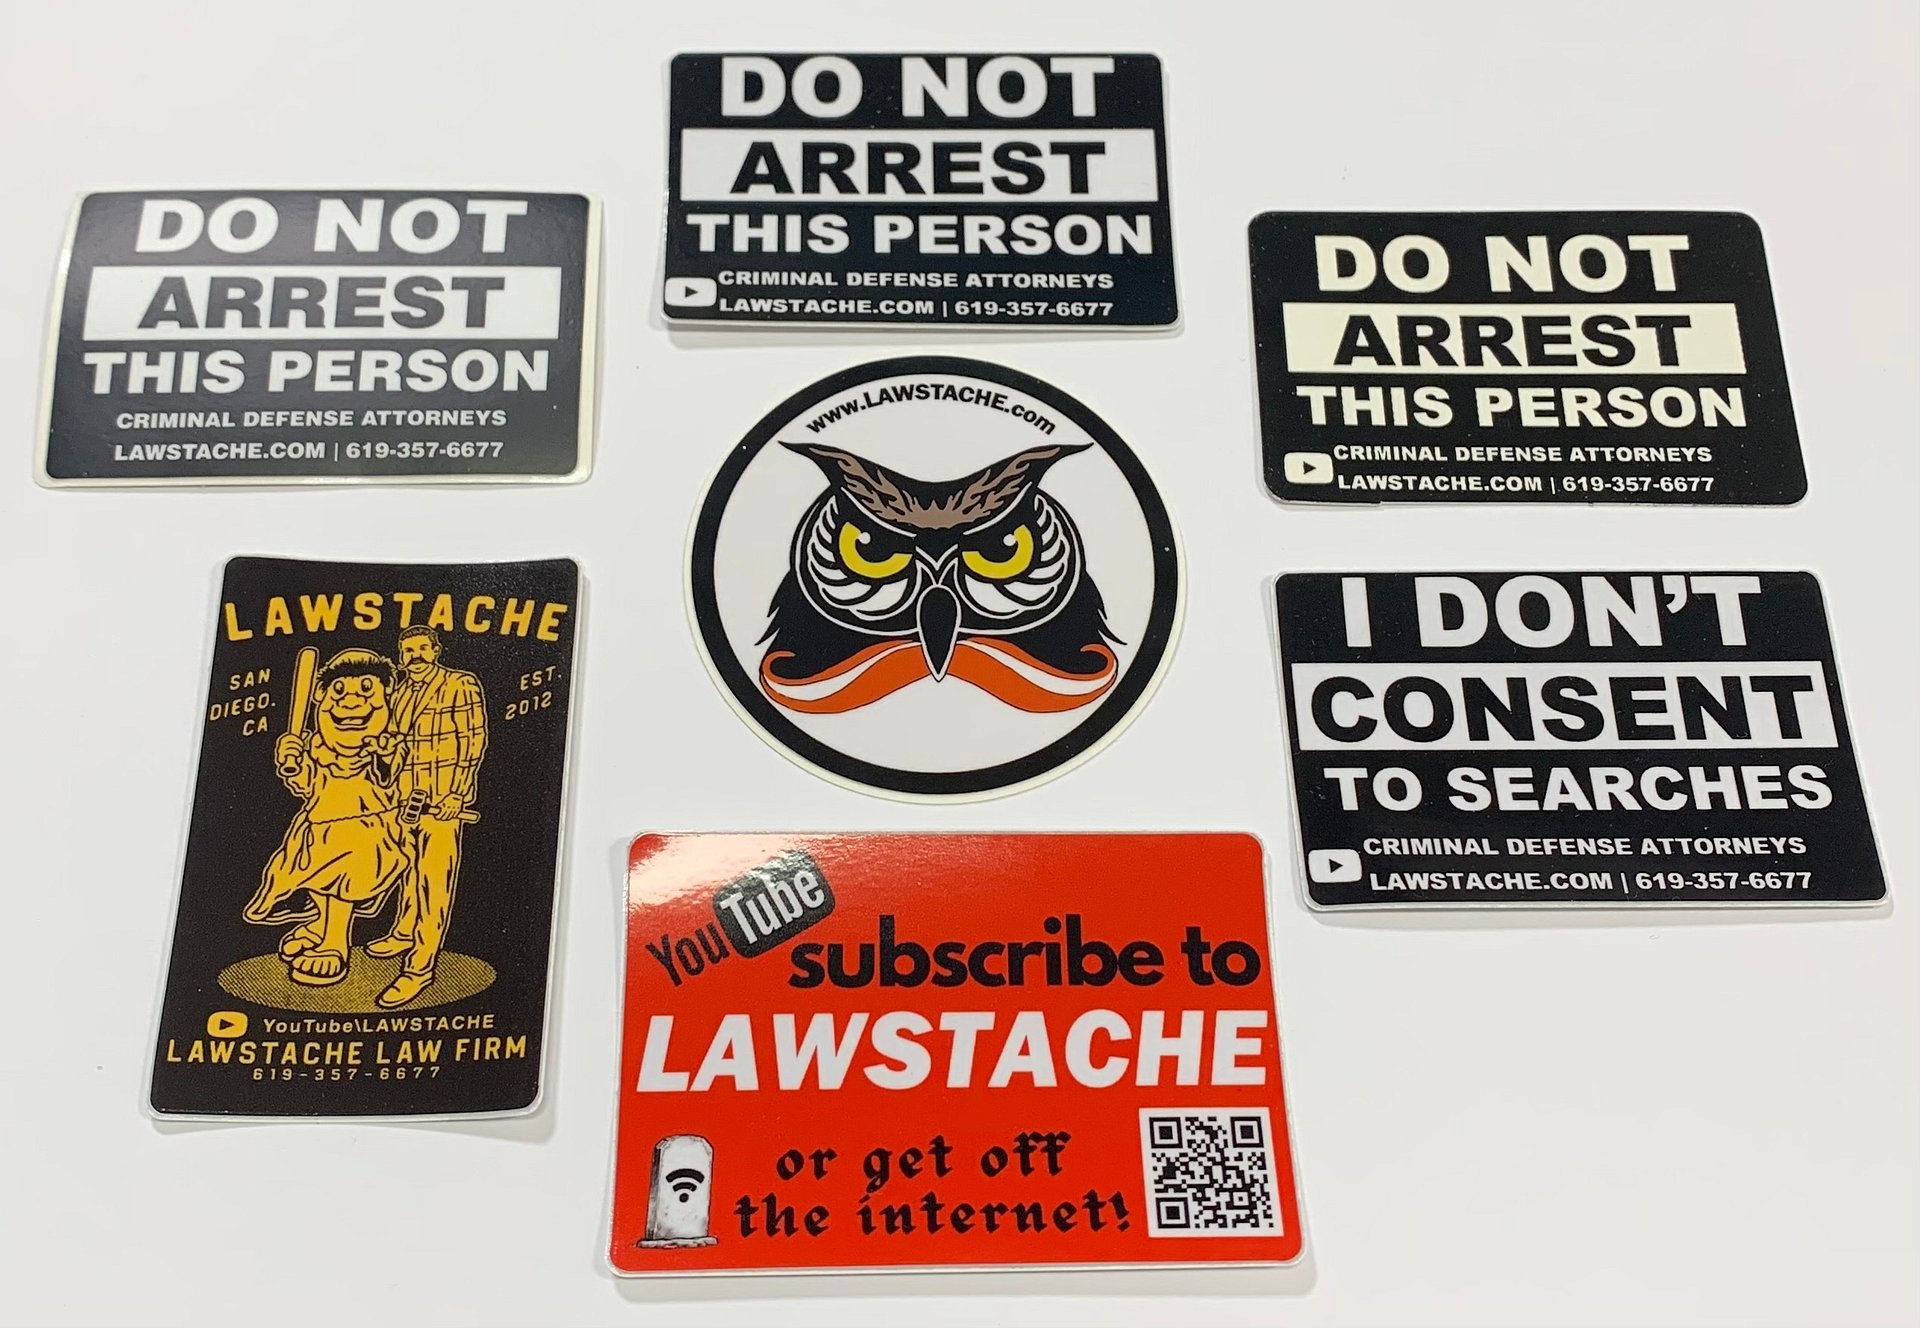 DO NOT
ARREST
THIS PERSON
CRIMINAL DEFENSE ATTORNEYS
LAWSTACHE.COM | 619-357-6677
DO NOT
ARREST
THIS PERSON
CRIMINAL DEFENSE ATTORNEYS
LAWSTACHE.COM | 619-357-6677
DO NOT
ARREST
THIS PERSON
CRIMINAL DEFENSE ATTORNEYS
LAWSTACHE.COM | 619-357-6677
www.LAWSTACHE.com
LAWSTACHE
SAN
DIEGO.
CA
EST.
2012
YouTube\LAWSTACHE
LAWSTACHE LAW FIRM
619-357-6677
I DON'T
CONSENT
TO SEARCHES
CRIMINAL DEFENSE ATTORNEYS
LAWSTACHE.COM | 619-357-6677
YouTube
subscribe to
LAWSTACHE
or get off
the internet!